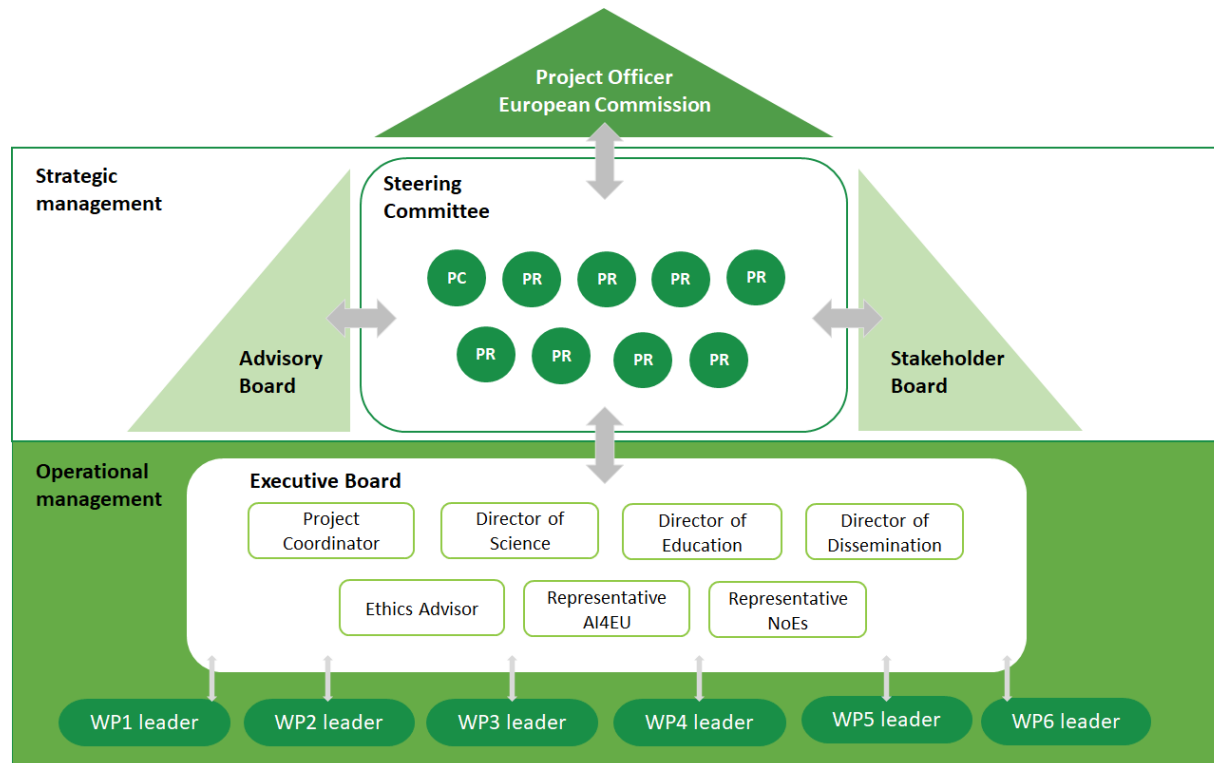 Project Officer
European Commission
Strategic
management
Steering
Committee
PC
PR
PR
PR
PR
PR
PR
PR
PR
Advisory
Board
Stakeholder
Board
Operational
management
Executive Board
Project
Coordinator
Director of
Science
Director of
Education
Director of
Dissemination
Ethics Advisor
Representative
AI4EU
Representative
NoEs
WP1 leader
WP2 leader
WP3 leader
WP4 leader
WP5 leader
WP6 leader